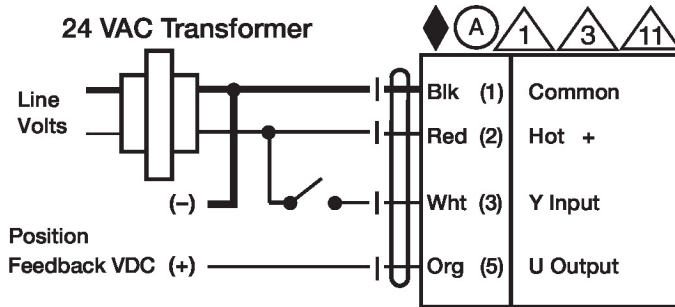 24 VAC Transformer
A 1 3 11
Line
Volts
Blk (1) Common
Red (2) Hot +
(–)
Wht (3) Y Input
Position
Feedback VDC (+)
Org (5) U Output